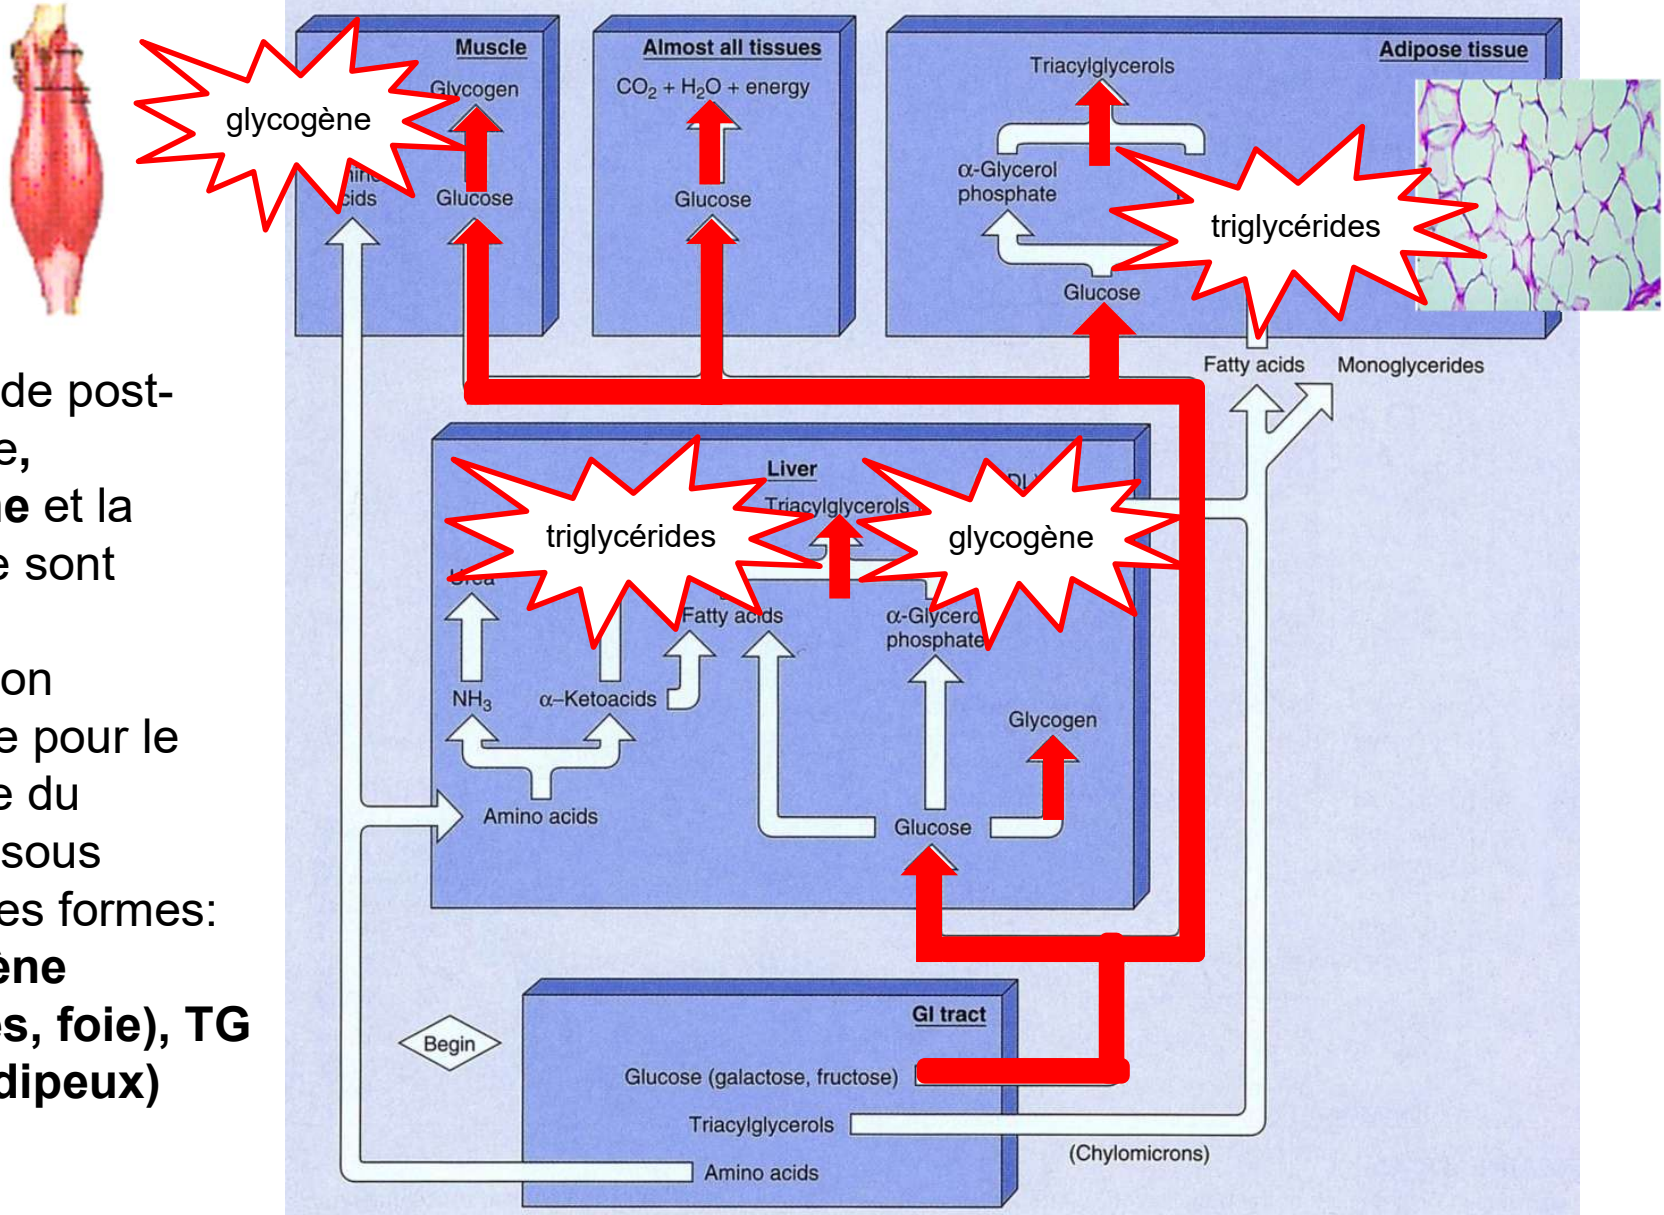 Muscle
Glycogen
glycogène
cids
Glucose
Almost all tissues
CO₂ + H₂O + energy
Glucose
Adipose tissue
Triacylglycerols
α-Glycerol
phosphate
triglycérides
Glucose
Fatty acids
Monoglycerides
de post-
e,
ne et la
e sont
on
e pour le
e du
sous
es formes:
ène
es, foie), TG
dipeux)
Liver
Triacylglycerols
triglycérides
glycogène
Urea
Fatty acids
α-Glycero
phosphate
NH₃
α–Ketoacids
Glycogen
Amino acids
Glucose
GI tract
Begin
Glucose (galactose, fructose)
Triacylglycerols
(Chylomicrons)
Amino acids